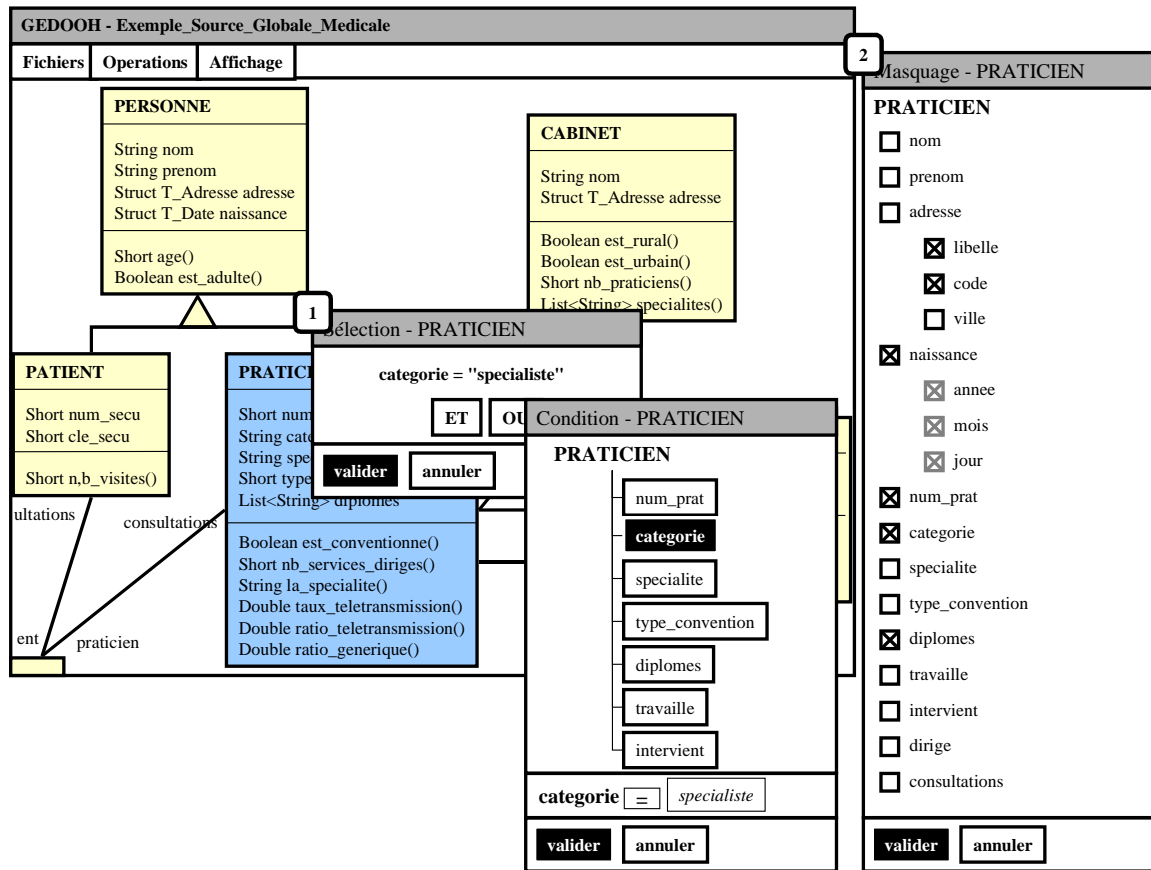 GEDOOH - Exemple_Source_Globale_Medicale
Fichiers Operations Affichage
PERSONNE
String nom
String prenom
Struct T_Adresse adresse
Struct T_Date naissance
Short age()
Boolean est_adulte()
CABINET
String nom
Struct T_Adresse adresse
Boolean est_rural()
Boolean est_urbain()
Short nb_praticiens()
List<String> specialites()
PATIENT
Short num_secu
Short cle_secu
Short n,b_visites()
PRATICI
Short num
String cate
String spe
Short type
List<String> diplomes
Boolean est_conventionne()
Short nb_services_diriges()
String la_specialite()
Double taux_teletransmission()
Double ratio_teletransmission()
Double ratio_generique()
ultations
consultations
ent
praticien
1
Sélection - PRATICIEN
categorie = "specialiste"
ET OU
valider annuler
Condition - PRATICIEN
PRATICIEN
num_prat
categorie
specialite
type_convention
diplomes
travaille
intervient
categorie = specialiste
valider annuler
2
Masquage - PRATICIEN
PRATICIEN
nom
prenom
adresse
libelle
code
ville
naissance
annee
mois
jour
num_prat
categorie
specialite
type_convention
diplomes
travaille
intervient
dirige
consultations
valider annuler